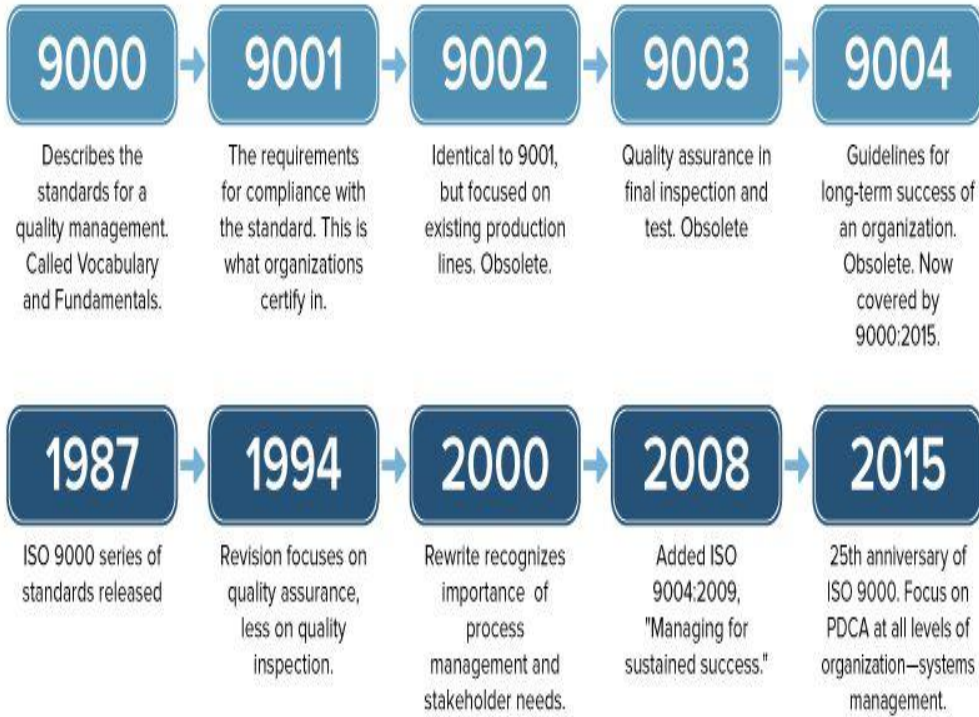 9000
9001
9002
9003
9004
Describes the
standards for a
quality management.
Called Vocabulary
and Fundamentals.
The requirements
for compliance with
the standard. This is
what organizations
certify in.
Identical to 9001,
but focused on
existing production
lines. Obsolete.
Quality assurance in
final inspection and
test. Obsolete
Guidelines for
long-term success of
an organization.
Obsolete. Now
covered by
9000:2015.
1987
1994
2000
2008
2015
ISO 9000 series of
standards released
Revision focuses on
quality assurance,
less on quality
inspection.
Rewrite recognizes
importance of
process
management and
stakeholder needs.
Added ISO
9004:2009,
"Managing for
sustained success."
25th anniversary of
ISO 9000. Focus on
PDCA at all levels of
organization—systems
management.